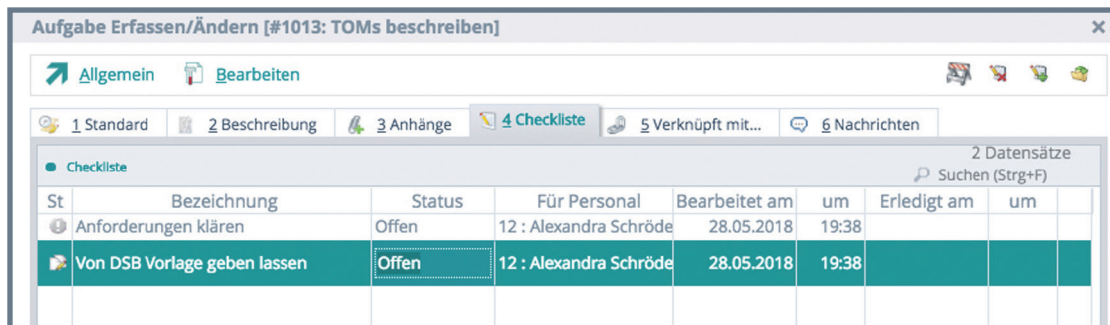 Aufgabe Erfassen/Ändern [#1013: TOMs beschreiben]
Allgemein Bearbeiten
1 Standard 2 Beschreibung 3 Anhänge 4 Checkliste 5 Verknüpft mit... 6 Nachrichten
2 Datensätze
Checkliste Suchen (Strg+F)
St Bezeichnung Status Für Personal Bearbeitet am um Erledigt am um
Anforderungen klären Offen 12 : Alexandra Schröde 28.05.2018 19:38
Von DSB Vorlage geben lassen Offen 12 : Alexandra Schröde 28.05.2018 19:38